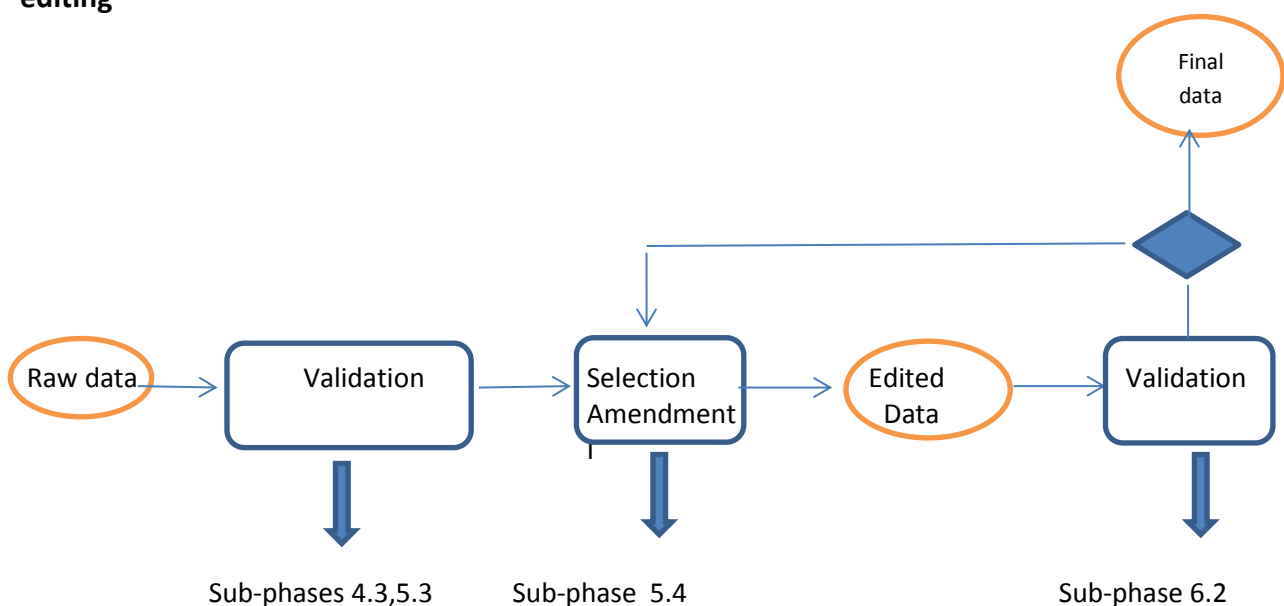 editing
Final
data
Raw data
Validation
Selection
Amendment
Edited
Data
Validation
Sub-phases 4.3,5.3
Sub-phase 5.4
Sub-phase 6.2